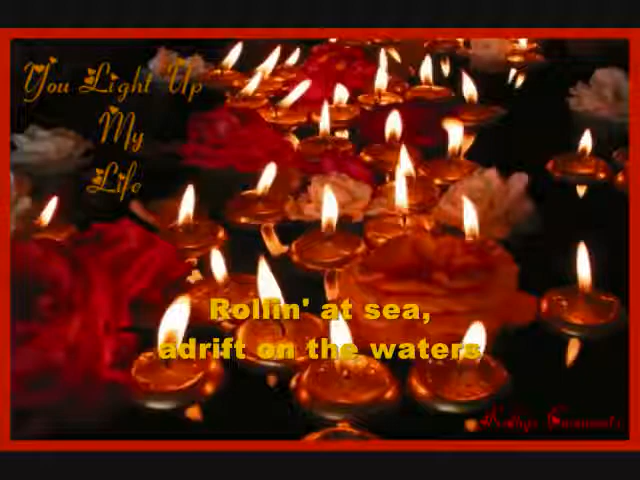 You Light Up
My
Life
Rollin' at sea,
adrift on the waters